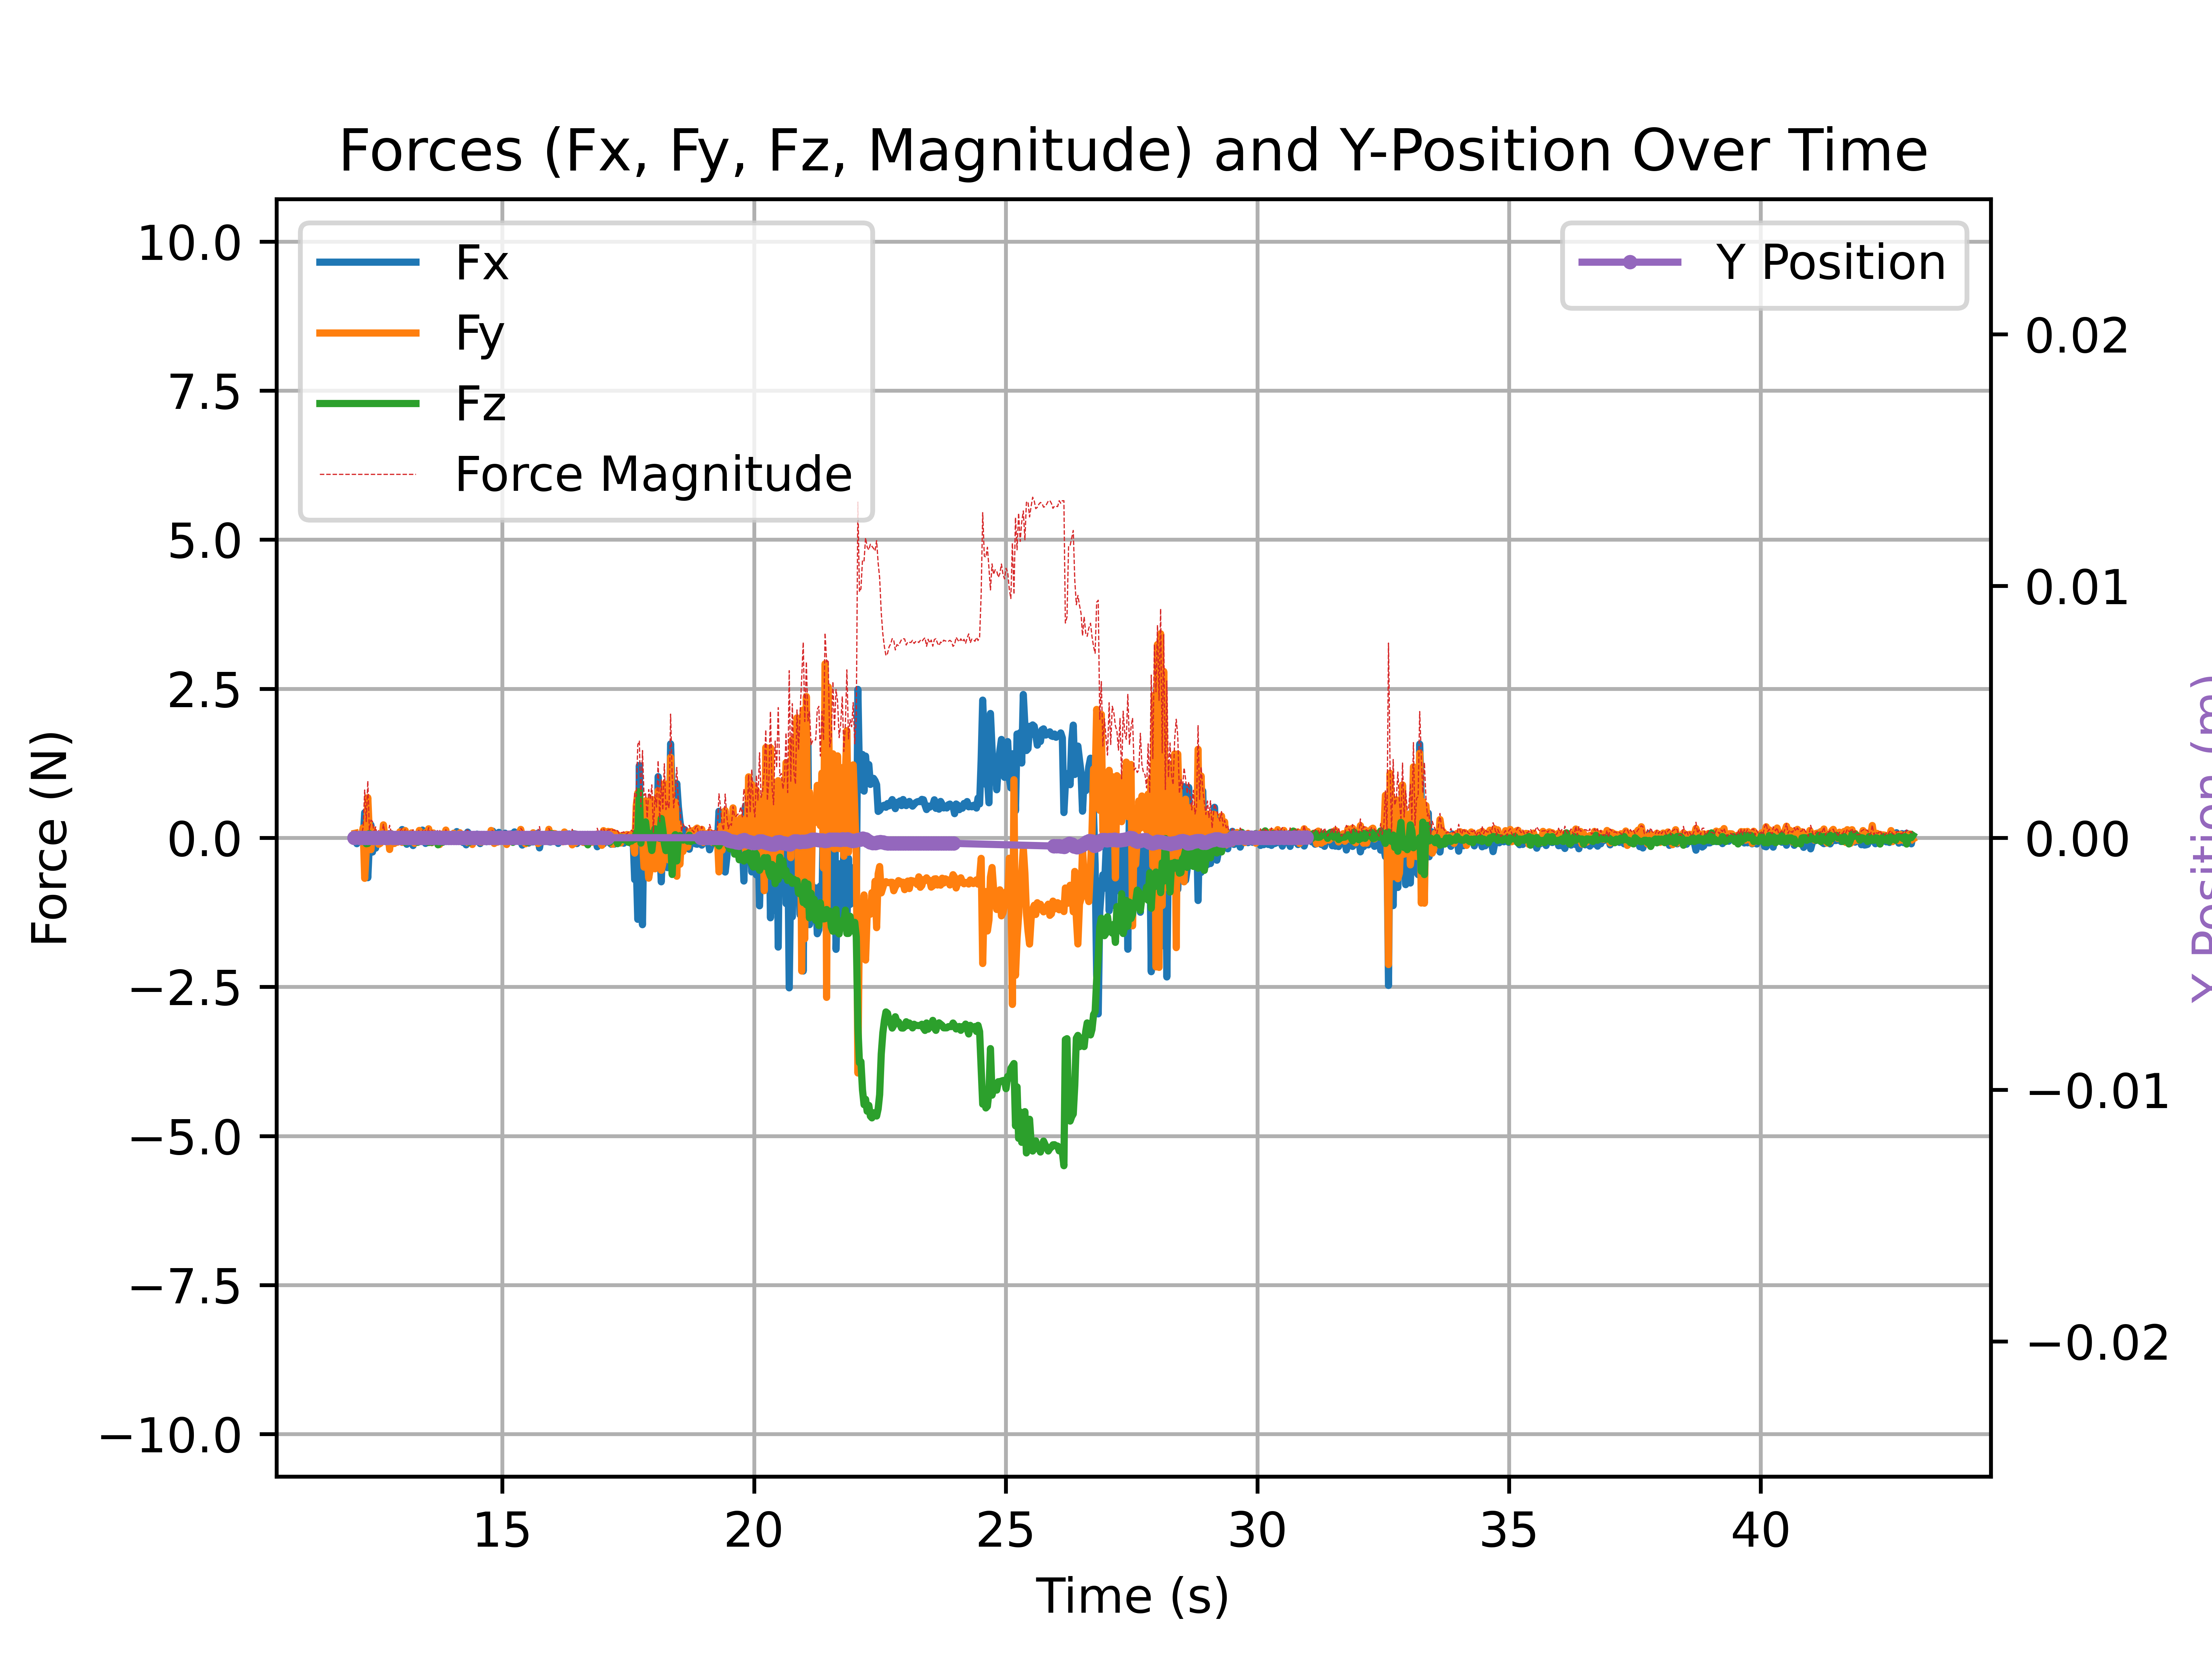 Forces (Fx, Fy, Fz, Magnitude) and Y-Position Over Time
Fx
Fy
Fz
Force Magnitude
Y Position
10.0
7.5
5.0
2.5
0.0
−2.5
−5.0
−7.5
−10.0
Force (N)
0.02
0.01
0.00
−0.01
−0.02
Y Position (m)
15
20
25
30
35
40
Time (s)